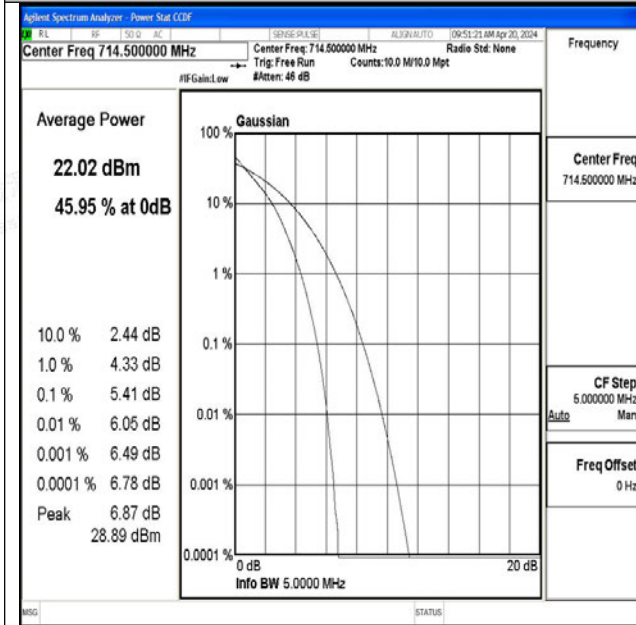 Agilent Spectrum Analyzer - Power Stat CCDF
RL RF 50 Ω AC SENSE:PULSE ALIGNAUTO 09:51:21 AM Apr 20, 2024
Center Freq 714.500000 MHz
Center Freq: 714.500000 MHz Radio Std: None
Trig: Free Run Counts:10.0 M/10.0 Mpt
#IFGain:Low #Atten: 46 dB
Frequency
Average Power
22.02 dBm
45.95 % at 0dB
10.0 % 2.44 dB
1.0 % 4.33 dB
0.1 % 5.41 dB
0.01 % 6.05 dB
0.001 % 6.49 dB
0.0001 % 6.78 dB
Peak 6.87 dB
28.89 dBm
Gaussian
100 %
10 %
1 %
0.1 %
0.01 %
0.001 %
0.0001 %
0 dB 20 dB
Info BW 5.0000 MHz
Center Freq
714.500000 MHz
CF Step
5.000000 MHz
Auto Man
Freq Offset
0 Hz
MSG STATUS